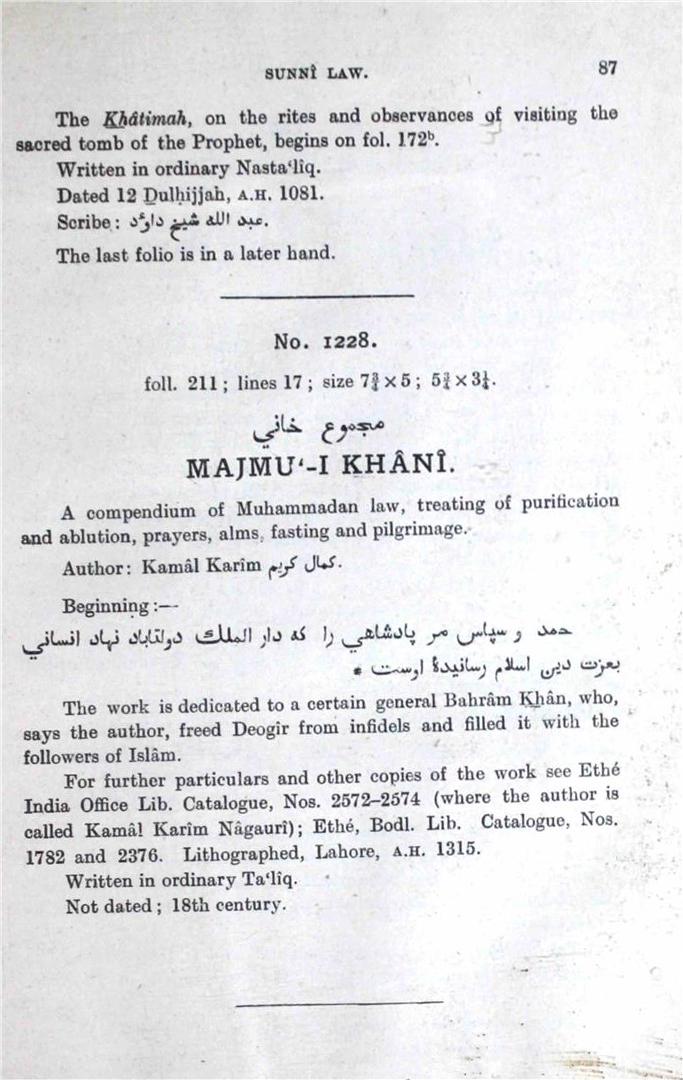 SUNNÎ LAW. 87
The Khâtimah, on the rites and observances of visiting the
sacred tomb of the Prophet, begins on fol. 172ᵇ.
Written in ordinary Nasta‘lîq.
Dated 12 Dulḥijjah, A.H. 1081.
Scribe: عبد الله شيخ داوٗد.
The last folio is in a later hand.
No. 1228.
foll. 211; lines 17; size 7¾ × 5; 5¾ × 3¼.
مجموع خاني
MAJMU‘-I KHÂNÎ.
A compendium of Muhammadan law, treating of purification
and ablution, prayers, alms, fasting and pilgrimage.
Author: Kamâl Karîm كمال كريم.
Beginning:—
حمد و سپاس مر پادشاهي را كه دار الملك دولتاباد نهاد انساني
بعزت دين اسلام رسانيدهٔ اوست *
The work is dedicated to a certain general Bahrâm Khân, who,
says the author, freed Deogîr from infidels and filled it with the
followers of Islâm.
For further particulars and other copies of the work see Ethé
India Office Lib. Catalogue, Nos. 2572–2574 (where the author is
called Kamâl Karîm Nâgaurî); Ethé, Bodl. Lib. Catalogue, Nos.
1782 and 2376. Lithographed, Lahore, A.H. 1315.
Written in ordinary Ta‘lîq.
Not dated; 18th century.